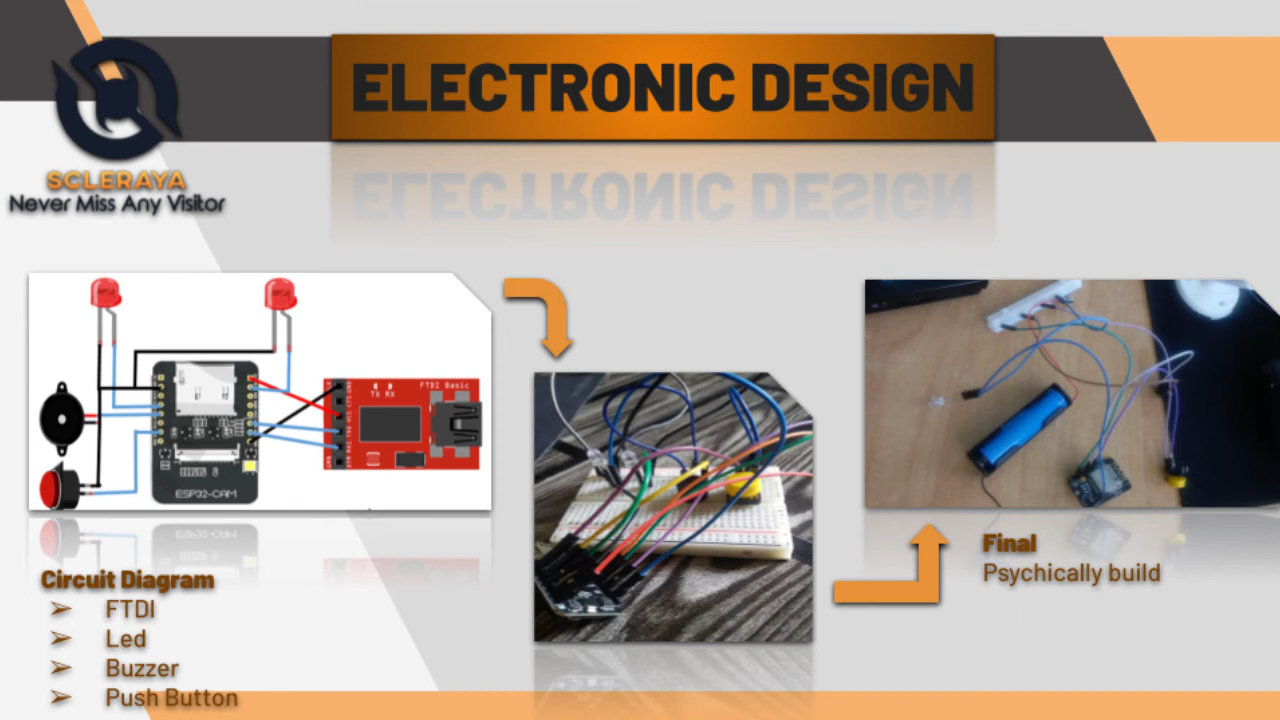 ELECTRONIC DESIGN
SCLERAYA
Never Miss Any Visitor
FTDI Basic
TX RX
ESP32-CAM
Circuit Diagram
➢ FTDI
➢ Led
➢ Buzzer
➢ Push Button
Final
Psychically build